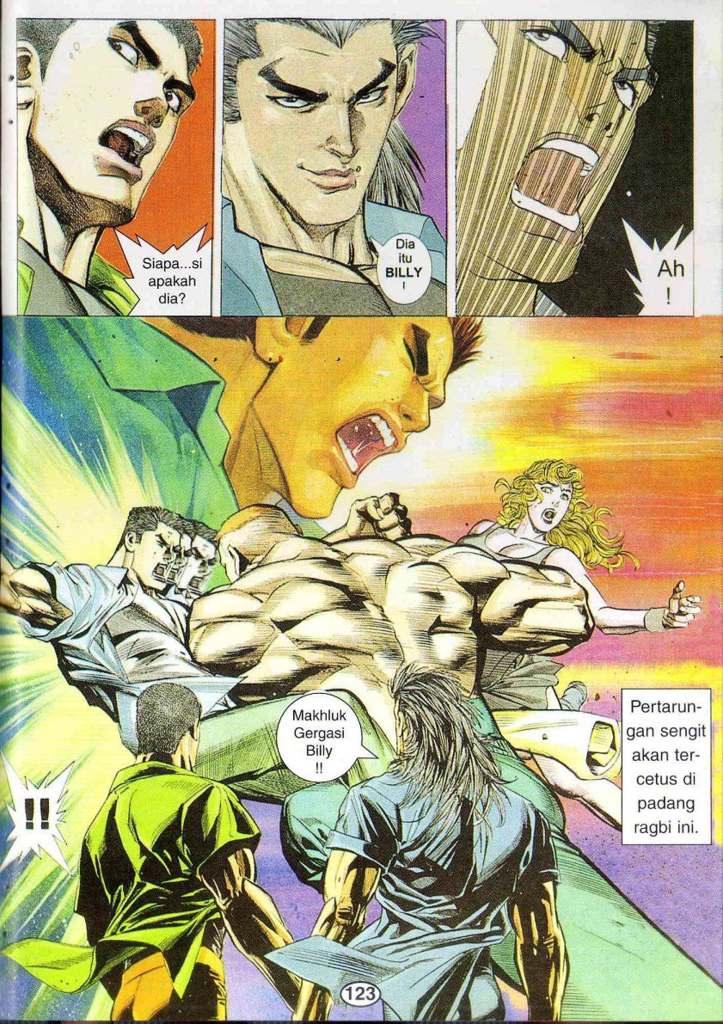 Siapa...si
apakah
dia?
Dia
itu
BILLY
!
Ah
!
Makhluk
Gergasi
Billy
!!
!!
Pertarun-
gan sengit
akan ter-
cetus di
padang
ragbi ini.
123